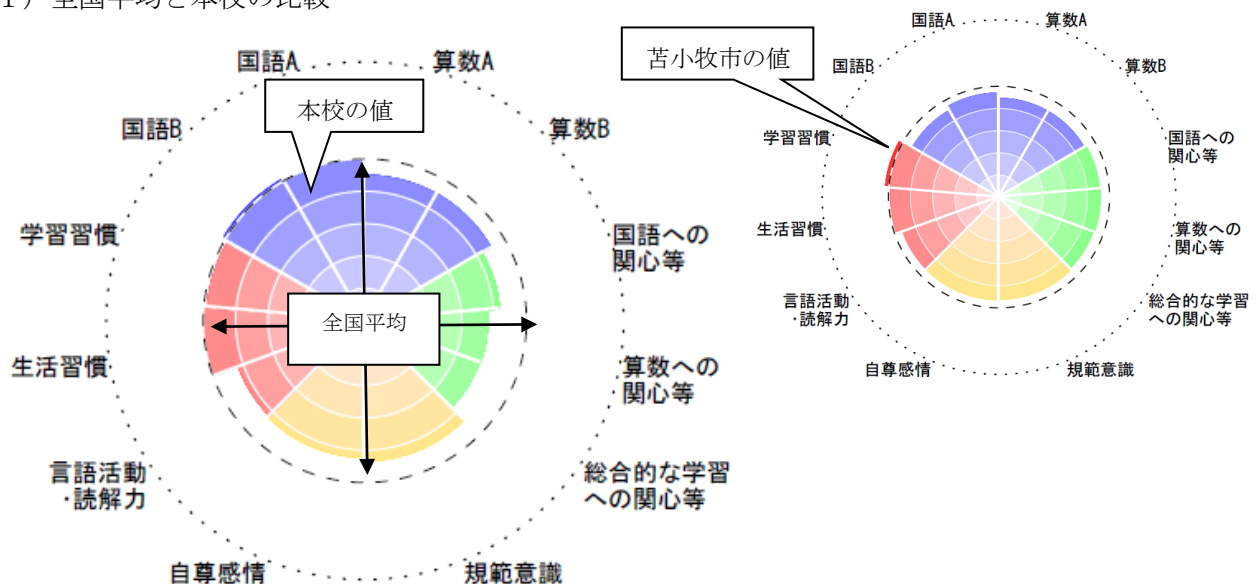 １）全国平均と本校の比較
国語A
算数A
本校の値
国語B
算数B
学習習慣
国語への
関心等
全国平均
生活習慣
算数への
関心等
言語活動
・読解力
総合的な学習
への関心等
自尊感情
規範意識
国語A
算数A
苫小牧市の値
国語B
算数B
学習習慣
国語への
関心等
生活習慣
算数への
関心等
言語活動
・読解力
総合的な学習
への関心等
自尊感情
規範意識